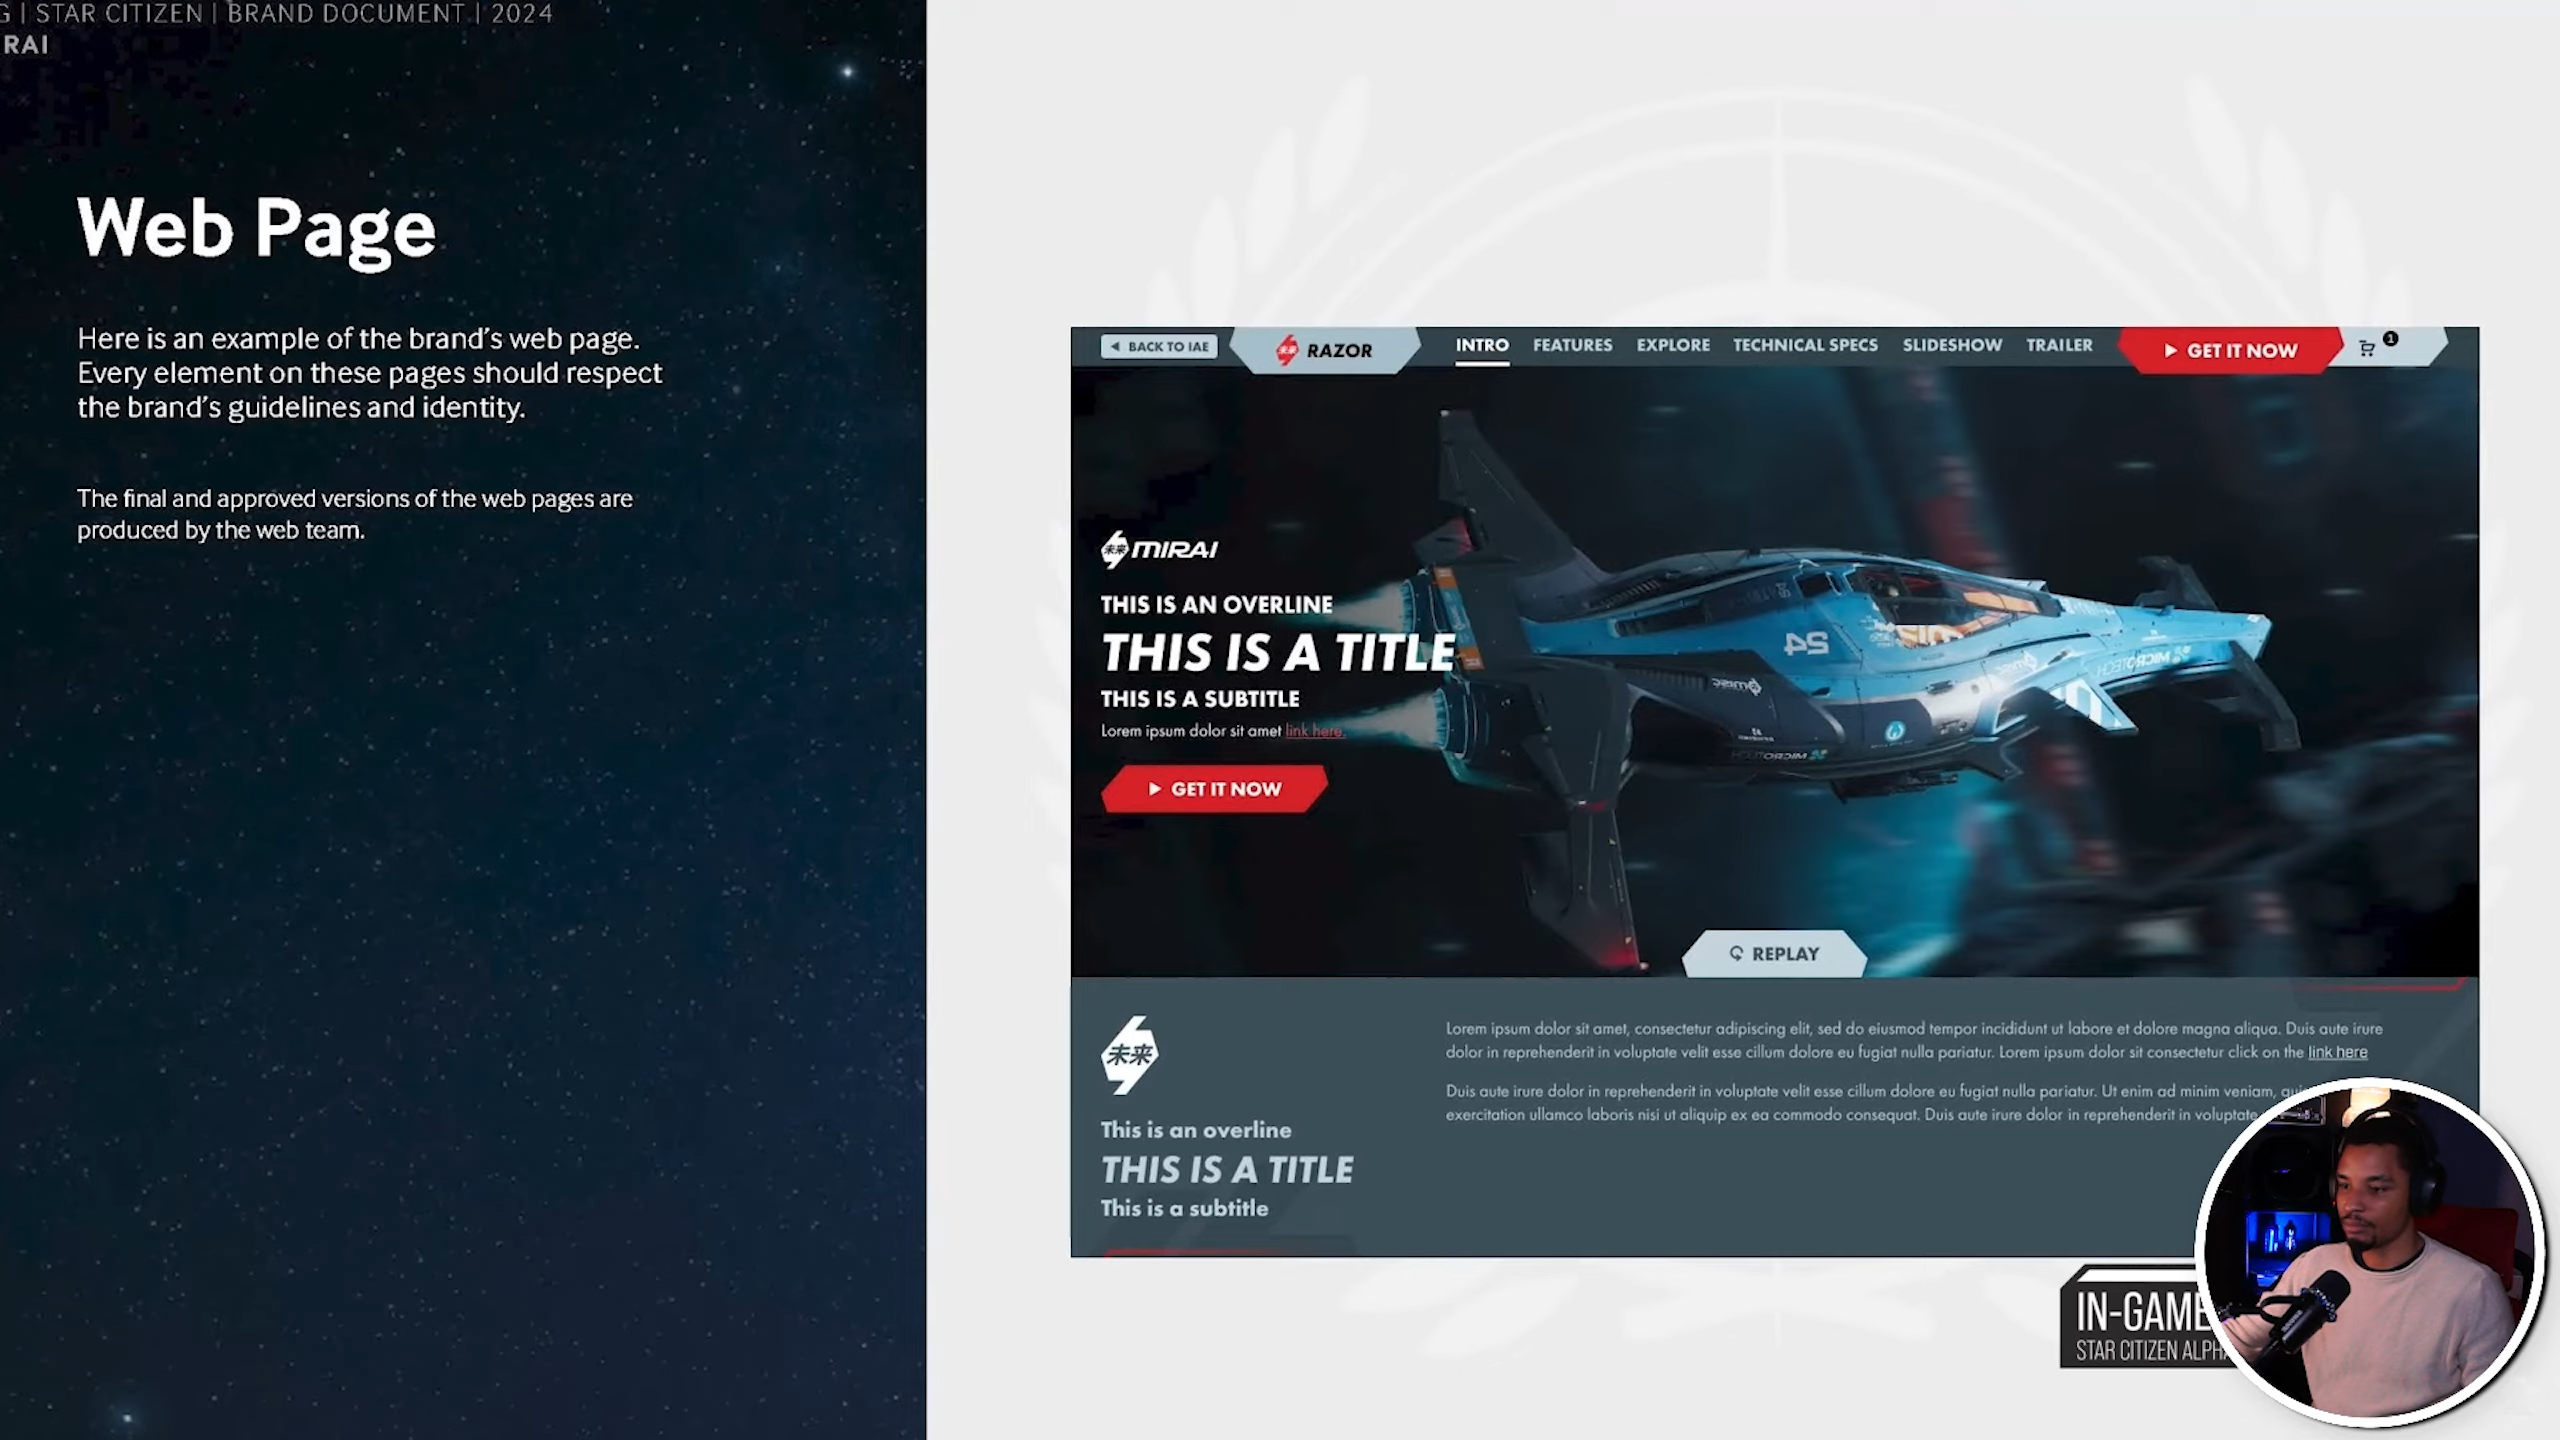 G | STAR CITIZEN | BRAND DOCUMENT | 2024
RAI
Web Page
Here is an example of the brand's web page.
Every element on these pages should respect
the brand's guidelines and identity.
The final and approved versions of the web pages are
produced by the web team.
BACK TO IAE
未来 RAZOR
INTRO
FEATURES
EXPLORE
TECHNICAL SPECS
SLIDESHOW
TRAILER
GET IT NOW
1
未来 MIRAI
THIS IS AN OVERLINE
THIS IS A TITLE
THIS IS A SUBTITLE
Lorem ipsum dolor sit amet link here.
GET IT NOW
24
MISC
MICROTECH
MICROTECH
REPLAY
未来
This is an overline
THIS IS A TITLE
This is a subtitle
Lorem ipsum dolor sit amet, consectetur adipiscing elit, sed do eiusmod tempor incididunt ut labore et dolore magna aliqua. Duis aute irure
dolor in reprehenderit in voluptate velit esse cillum dolore eu fugiat nulla pariatur. Lorem ipsum dolor sit consectetur click on the link here
Duis aute irure dolor in reprehenderit in voluptate velit esse cillum dolore eu fugiat nulla pariatur. Ut enim ad minim veniam,
exercitation ullamco laboris nisi ut aliquip ex ea commodo consequat. Duis aute irure dolor in reprehenderit in voluptate
IN-GAME
STAR CITIZEN ALPH